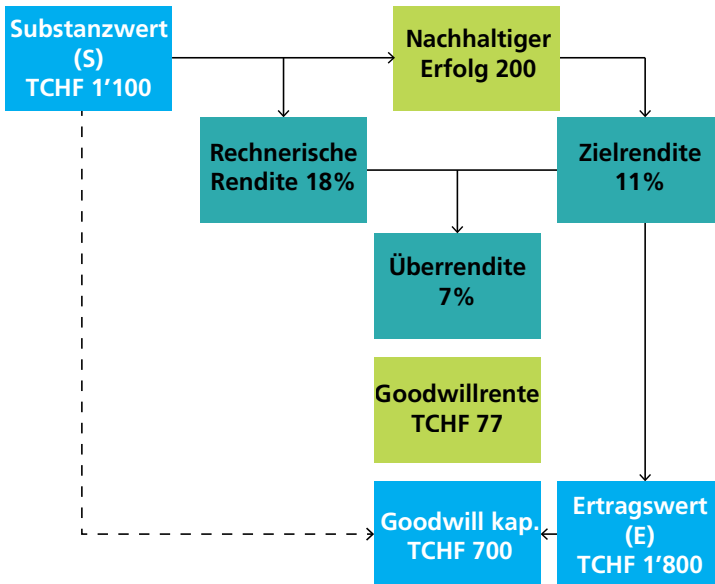 Substanzwert
(S)
TCHF 1’100
Nachhaltiger
Erfolg 200
Rechnerische
Rendite 18%
Zielrendite
11%
Überrendite
7%
Goodwillrente
TCHF 77
Goodwill kap.
TCHF 700
Ertragswert
(E)
TCHF 1’800